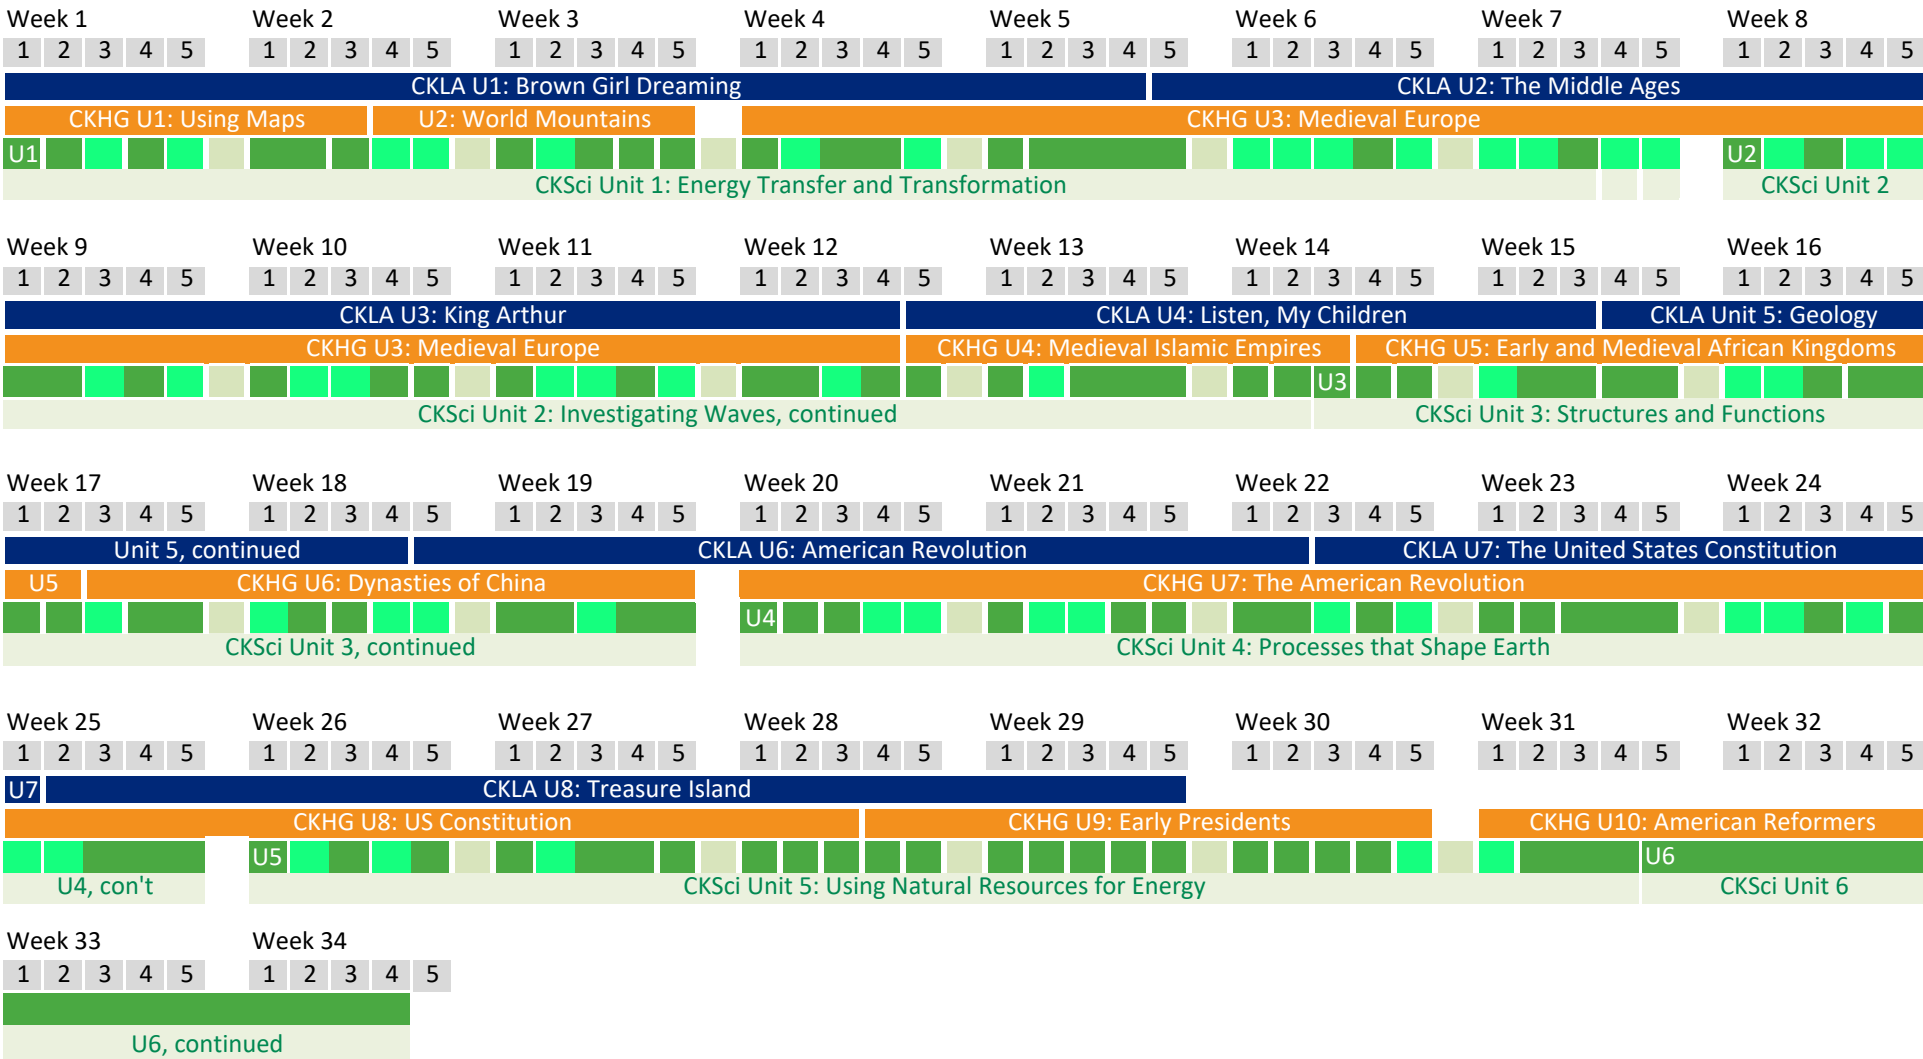 Week 1 Week 2 Week 3 Week 4 Week 5 Week 6 Week 7 Week 8
1 2 3 4 5 1 2 3 4 5 1 2 3 4 5 1 2 3 4 5 1 2 3 4 5 1 2 3 4 5 1 2 3 4 5 1 2 3 4 5
CKLA U1: Brown Girl Dreaming CKLA U2: The Middle Ages
CKHG U1: Using Maps U2: World Mountains CKHG U3: Medieval Europe
U1 U2
CKSci Unit 1: Energy Transfer and Transformation CKSci Unit 2
Week 9 Week 10 Week 11 Week 12 Week 13 Week 14 Week 15 Week 16
1 2 3 4 5 1 2 3 4 5 1 2 3 4 5 1 2 3 4 5 1 2 3 4 5 1 2 3 4 5 1 2 3 4 5 1 2 3 4 5
CKLA U3: King Arthur CKLA U4: Listen, My Children CKLA Unit 5: Geology
CKHG U3: Medieval Europe CKHG U4: Medieval Islamic Empires CKHG U5: Early and Medieval African Kingdoms
U3
CKSci Unit 2: Investigating Waves, continued CKSci Unit 3: Structures and Functions
Week 17 Week 18 Week 19 Week 20 Week 21 Week 22 Week 23 Week 24
1 2 3 4 5 1 2 3 4 5 1 2 3 4 5 1 2 3 4 5 1 2 3 4 5 1 2 3 4 5 1 2 3 4 5 1 2 3 4 5
Unit 5, continued CKLA U6: American Revolution CKLA U7: The United States Constitution
U5 CKHG U6: Dynasties of China CKHG U7: The American Revolution
U4
CKSci Unit 3, continued CKSci Unit 4: Processes that Shape Earth
Week 25 Week 26 Week 27 Week 28 Week 29 Week 30 Week 31 Week 32
1 2 3 4 5 1 2 3 4 5 1 2 3 4 5 1 2 3 4 5 1 2 3 4 5 1 2 3 4 5 1 2 3 4 5 1 2 3 4 5
U7 CKLA U8: Treasure Island
CKHG U8: US Constitution CKHG U9: Early Presidents CKHG U10: American Reformers
U5 U6
U4, con't CKSci Unit 5: Using Natural Resources for Energy CKSci Unit 6
Week 33 Week 34
1 2 3 4 5 1 2 3 4 5
U6, continued